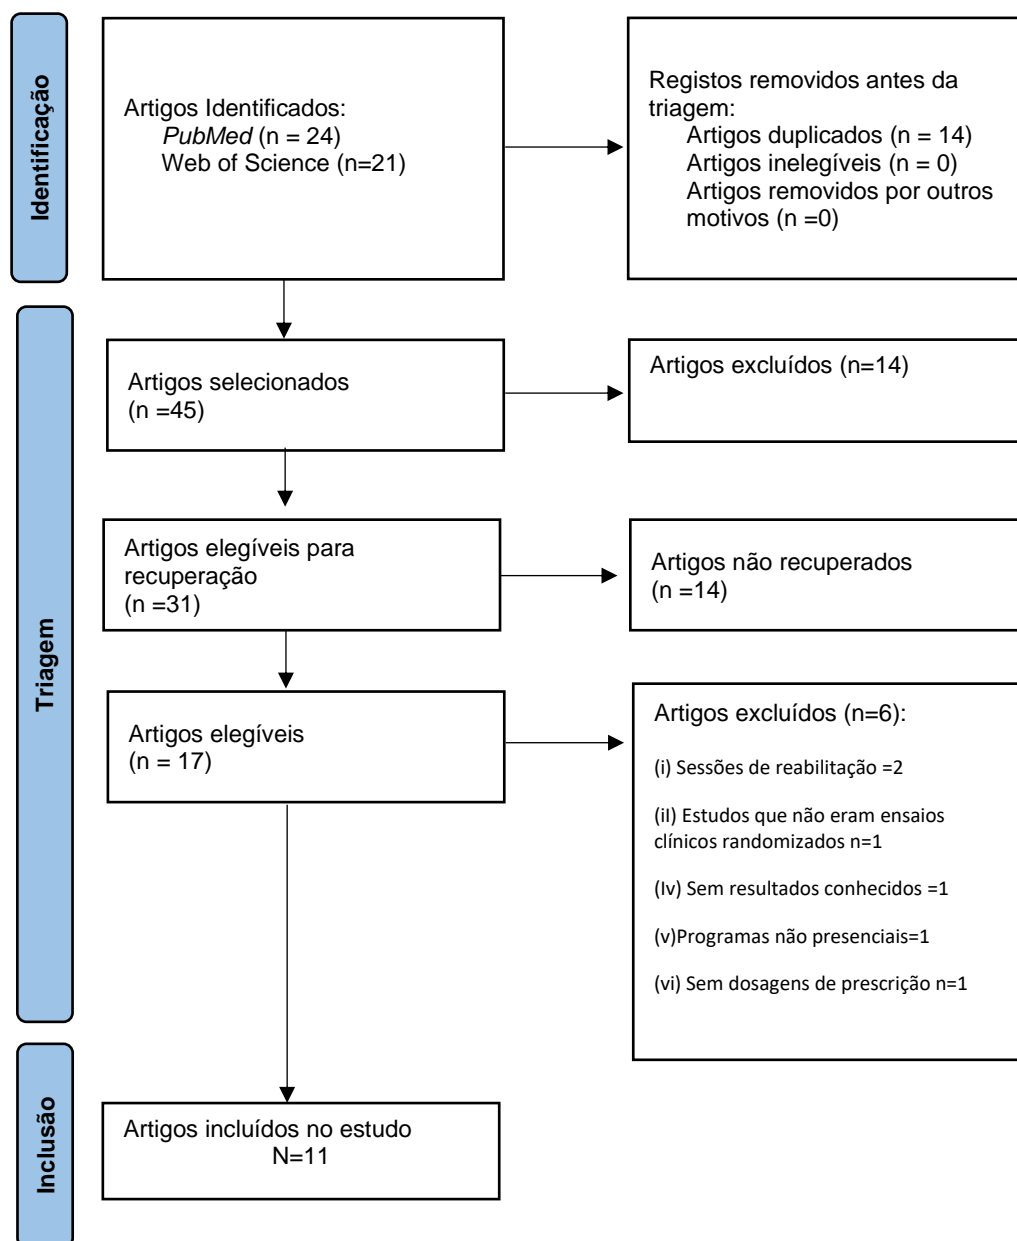 Identificação
Artigos Identificados:
PubMed (n = 24)
Web of Science (n=21)
Registos removidos antes da
triagem:
Artigos duplicados (n = 14)
Artigos inelegíveis (n = 0)
Artigos removidos por outros
motivos (n =0)
Triagem
Artigos selecionados
(n =45)
Artigos excluídos (n=14)
Artigos elegíveis para
recuperação
(n =31)
Artigos não recuperados
(n =14)
Artigos elegíveis
(n = 17)
Artigos excluídos (n=6):
(i) Sessões de reabilitação =2
(iI) Estudos que não eram ensaios
clínicos randomizados n=1
(Iv) Sem resultados conhecidos =1
(v)Programas não presenciais=1
(vi) Sem dosagens de prescrição n=1
Inclusão
Artigos incluídos no estudo
N=11